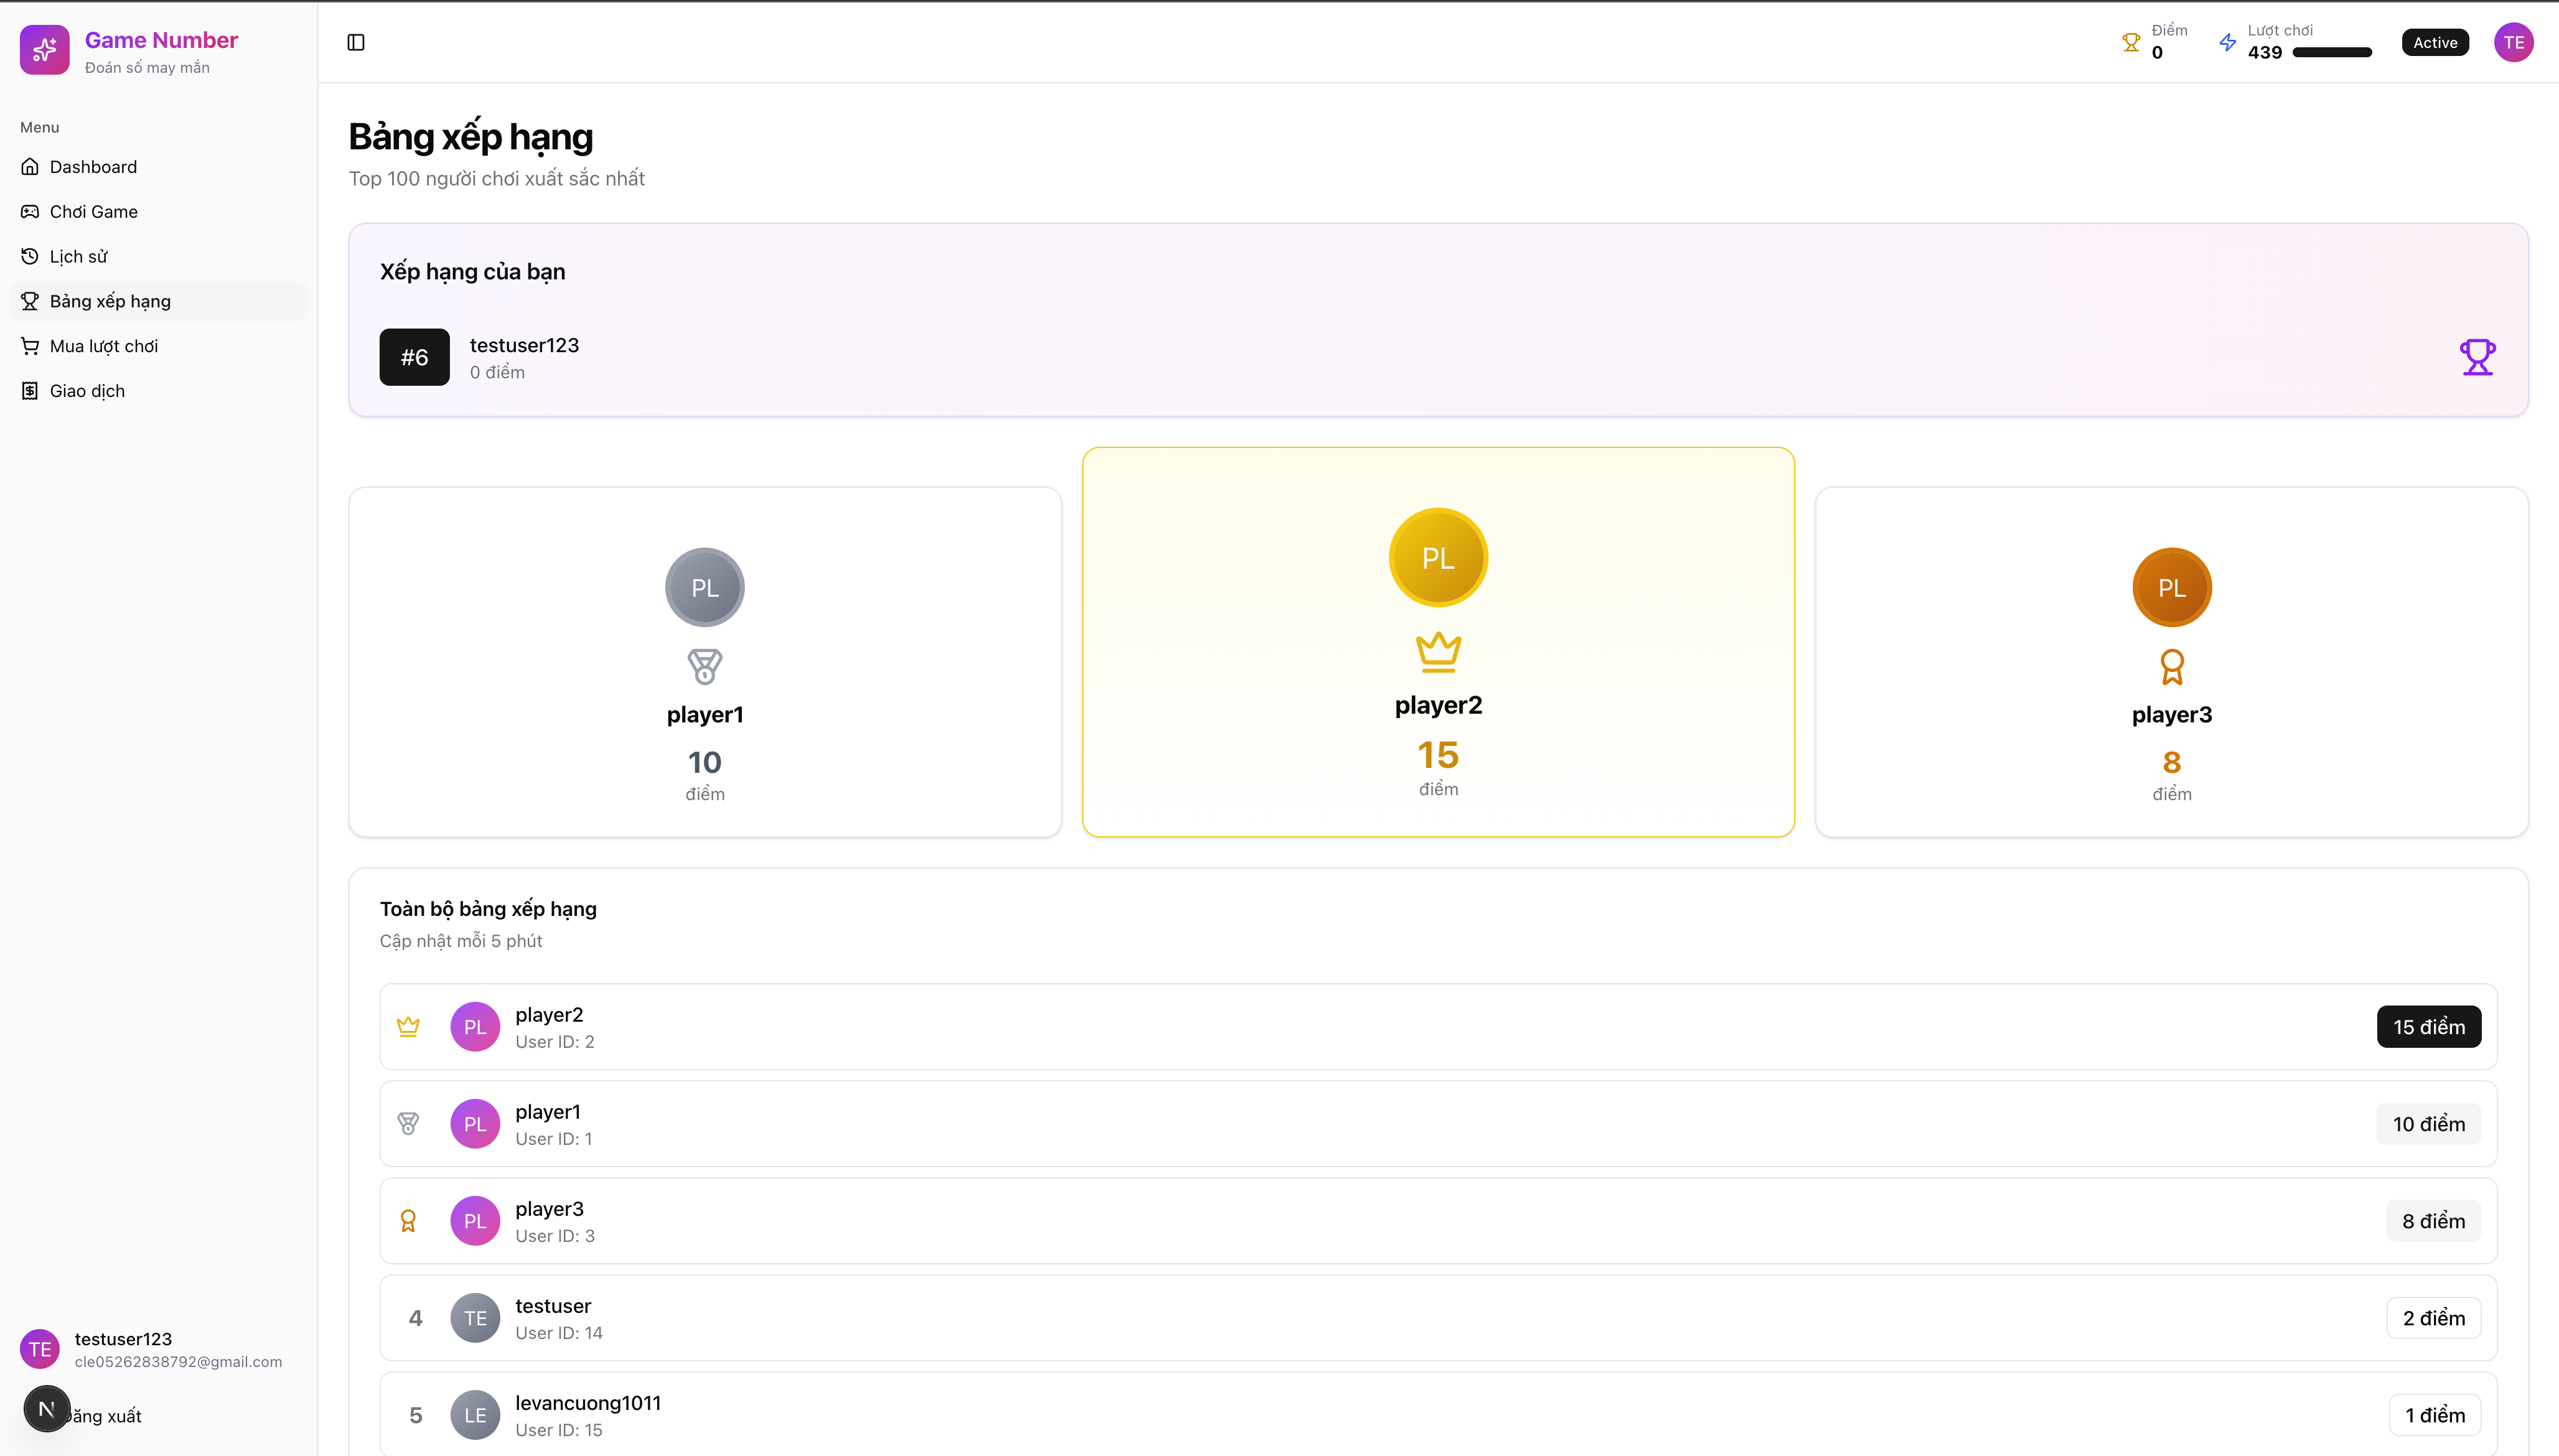 Game Number
Đoán số may mắn
Menu
Dashboard
Chơi Game
Lịch sử
Bảng xếp hạng
Mua lượt chơi
Giao dịch
testuser123
cle05262838792@gmail.com
TE
N
ăng xuất
Điểm
0
Lượt chơi
439
Active
TE
Bảng xếp hạng
Top 100 người chơi xuất sắc nhất
Xếp hạng của bạn
#6
testuser123
0 điểm
PL
player1
10
điểm
PL
player2
15
điểm
PL
player3
8
điểm
Toàn bộ bảng xếp hạng
Cập nhật mỗi 5 phút
PL
player2
User ID: 2
15 điểm
PL
player1
User ID: 1
10 điểm
PL
player3
User ID: 3
8 điểm
4
TE
testuser
User ID: 14
2 điểm
5
LE
levancuong1011
User ID: 15
1 điểm